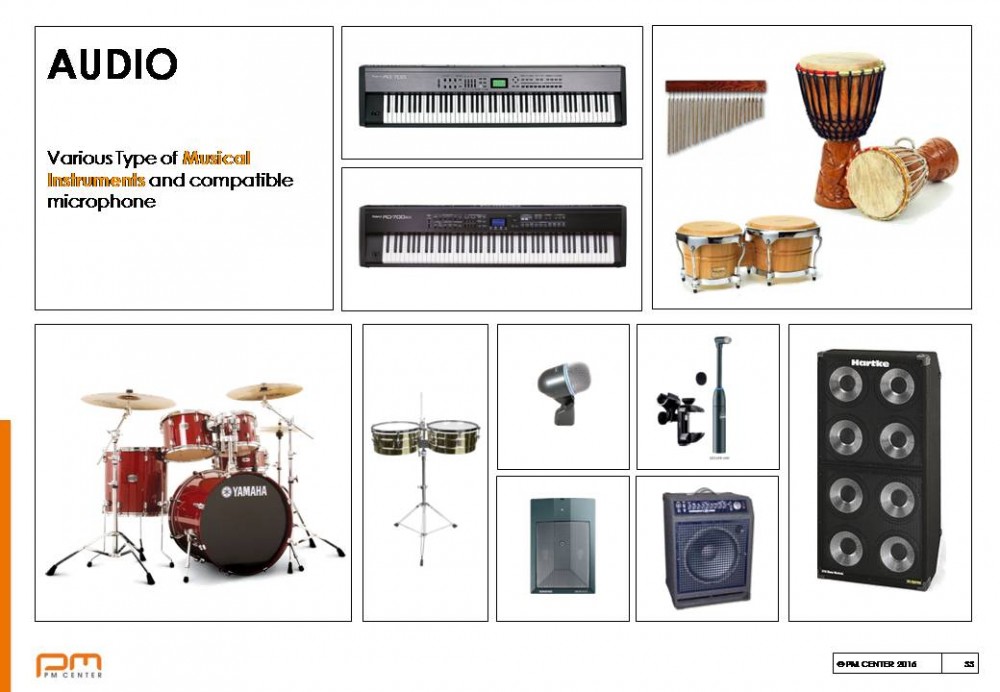 AUDIO
Various Type of Musical
Instruments and compatible
microphone
YAMAHA
Hartke
PM
PM CENTER
© PM CENTER 2016
33